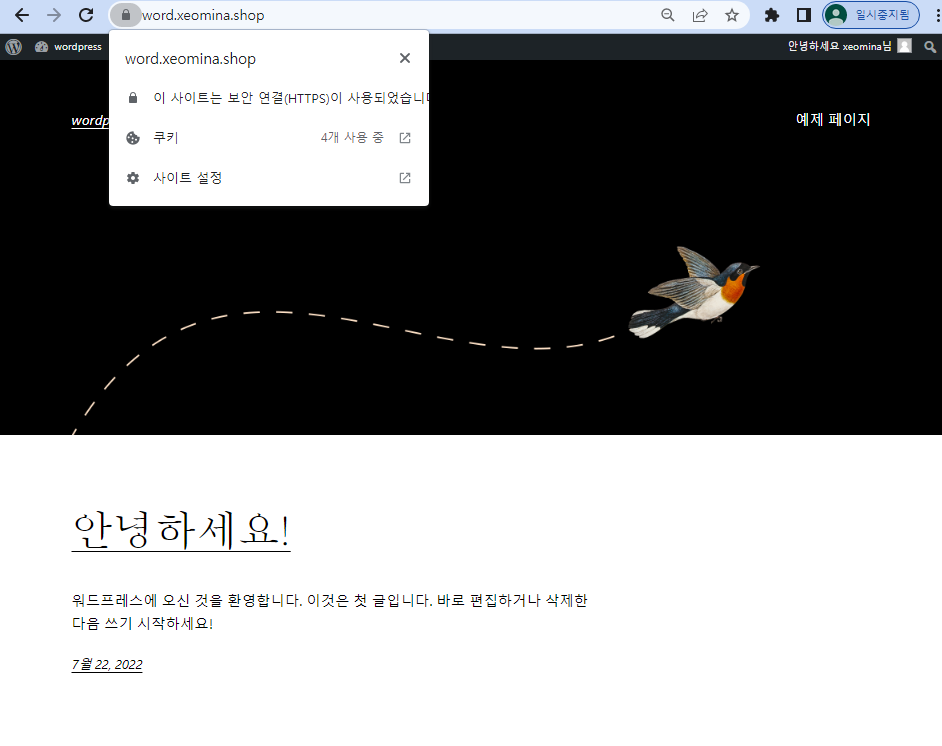 word.xeomina.shop
일시중지됨
wordpress
안녕하세요 xeomina님
word.xeomina.shop
이 사이트는 보안 연결(HTTPS)이 사용되었습니다
쿠키 4개 사용 중
사이트 설정
wordp
예제 페이지
안녕하세요!
워드프레스에 오신 것을 환영합니다. 이것은 첫 글입니다. 바로 편집하거나 삭제한
다음 쓰기 시작하세요!
7월 22, 2022